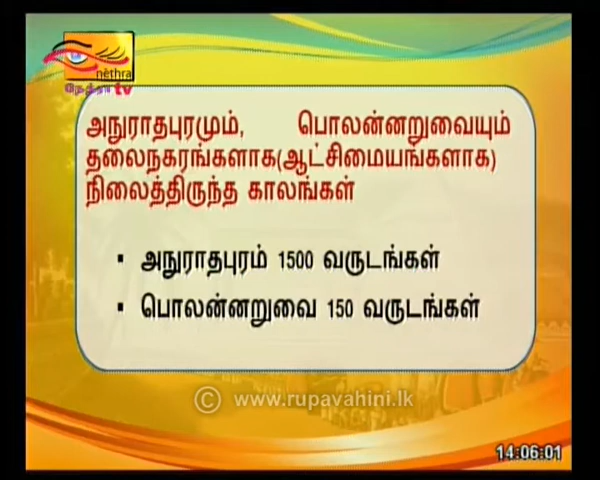 nethra
நேத்ரா tv
அநுராதபுரமும், பொலன்னறுவையும்
தலைநகரங்களாக(ஆட்சிமையங்களாக)
நிலைத்திருந்த காலங்கள்
▪ அநுராதபுரம் 1500 வருடங்கள்
▪ பொலன்னறுவை 150 வருடங்கள்
© www.rupavahini.lk
14:06:01